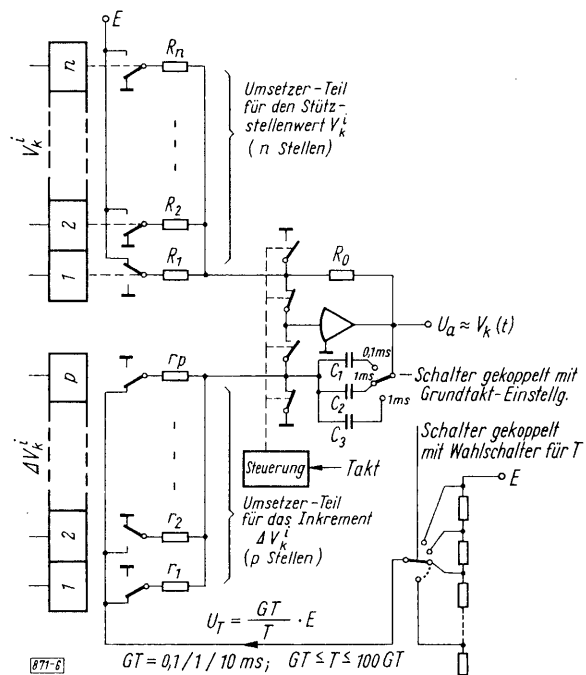 E
n
R_n
V_k^i
Umsetzer-Teil
für den Stütz-
stellenwert V_k^i
(n Stellen)
2
R_2
1
R_1
R_0
U_a ≈ V_k(t)
p
r_p
0,1ms
C_1
1ms
C_2
1ms
C_3
Schalter gekoppelt mit
Grundtakt-Einstellg.
Schalter gekoppelt
mit Wahlschalter für T
E
ΔV_k^i
Steuerung
Takt
Umsetzer-Teil
für das Inkrement
ΔV_k^i
(p Stellen)
2
r_2
1
r_1
U_T = GT/T · E
GT = 0,1/1/10 ms; GT ≤ T ≤ 100 GT
871-6